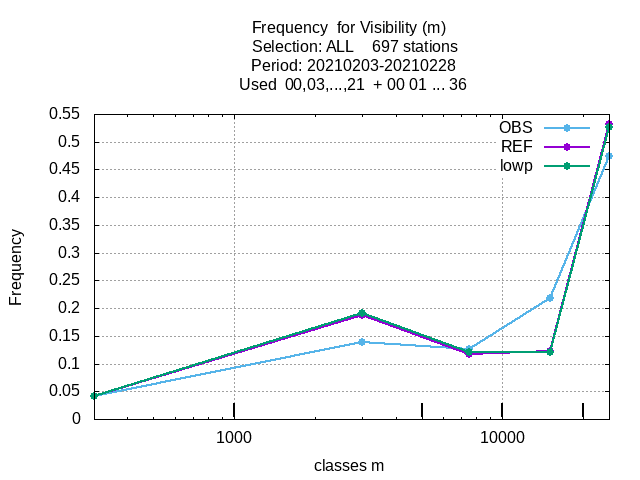 Frequency  for Visibility (m)
Selection: ALL    697 stations
Period: 20210203-20210228
Used  00,03,...,21  + 00 01 ... 36
OBS
REF
lowp
Frequency
0.55
0.5
0.45
0.4
0.35
0.3
0.25
0.2
0.15
0.1
0.05
0
1000
10000
classes m